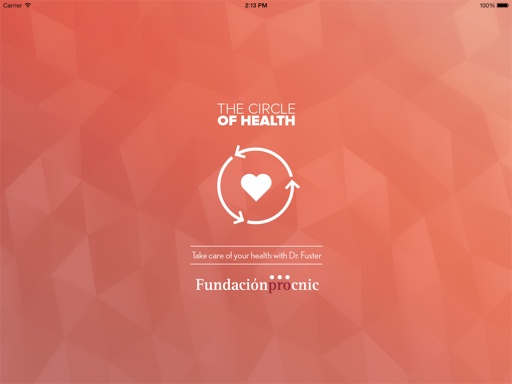 Carrier 2:13 PM 100%
THE CIRCLE
OF HEALTH
Take care of your health with Dr. Fuster
Fundaciónprocnic